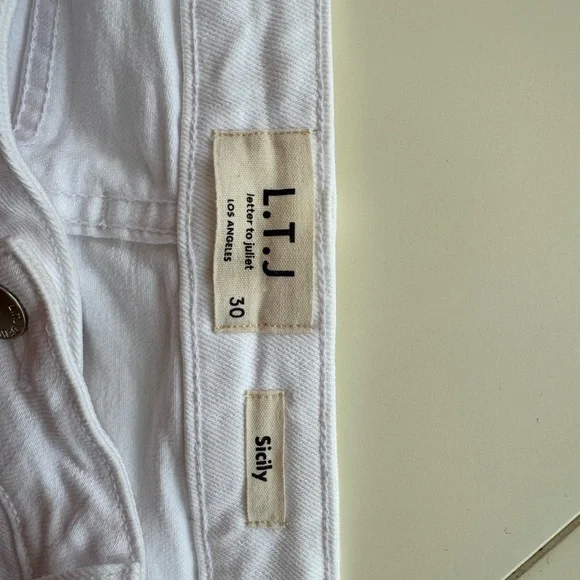 L.T.J
letter to juliet
LOS ANGELES
30
Sicily